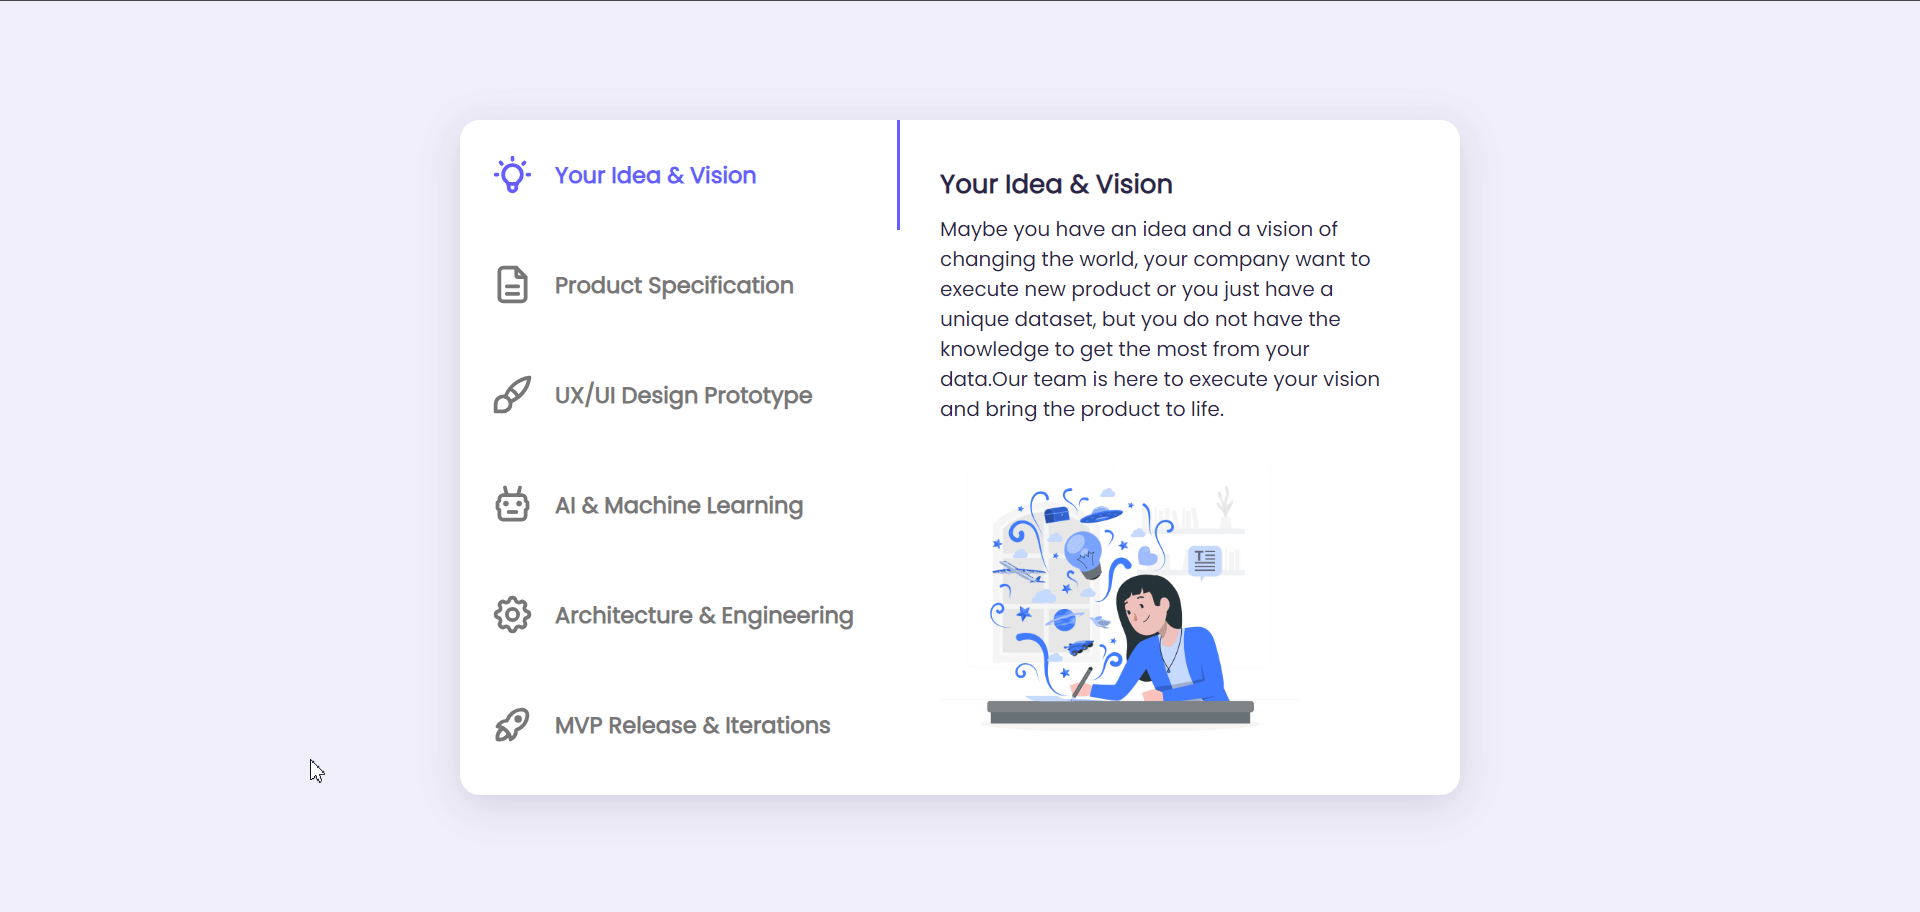 Your Idea & Vision
Product Specification
UX/UI Design Prototype
AI & Machine Learning
Architecture & Engineering
MVP Release & Iterations
Your Idea & Vision
Maybe you have an idea and a vision of
changing the world, your company want to
execute new product or you just have a
unique dataset, but you do not have the
knowledge to get the most from your
data.Our team is here to execute your vision
and bring the product to life.
T